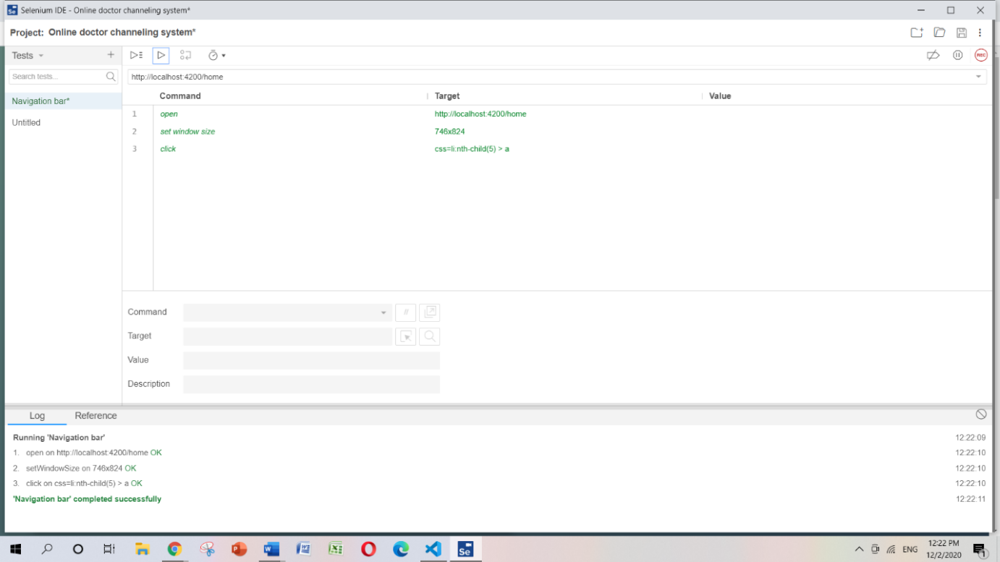 Selenium IDE - Online doctor channeling system*
Project: Online doctor channeling system*
Tests
REC
Search tests...
http://localhost:4200/home
Command Target Value
Navigation bar*
1 open http://localhost:4200/home
Untitled
2 set window size 746x824
3 click css=li:nth-child(5) > a
Command //
Target
Value
Description
Log Reference
Running 'Navigation bar' 12:22:09
1. open on http://localhost:4200/home OK 12:22:10
2. setWindowSize on 746x824 OK 12:22:10
3. click on css=li:nth-child(5) > a OK 12:22:10
'Navigation bar' completed successfully 12:22:11
ENG 12:22 PM
12/2/2020
1